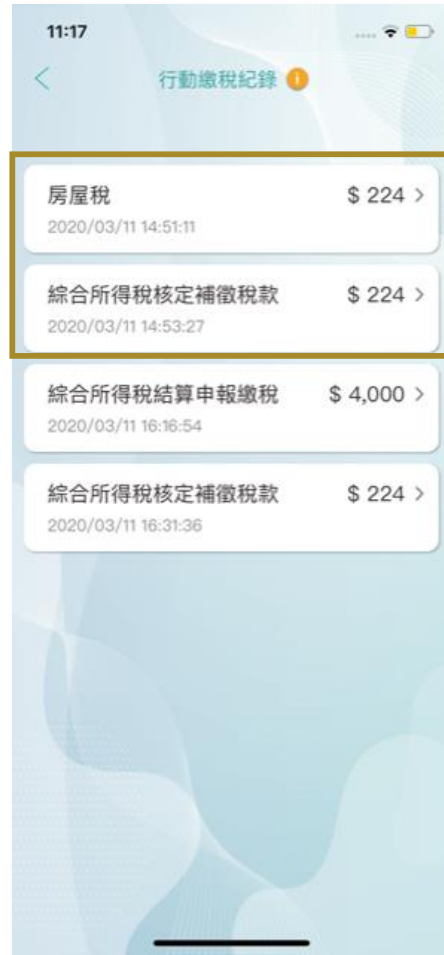 11:17
行動繳稅紀錄
房屋稅 $ 224 >
2020/03/11 14:51:11
綜合所得稅核定補徵稅款 $ 224 >
2020/03/11 14:53:27
綜合所得稅結算申報繳稅 $ 4,000 >
2020/03/11 16:16:54
綜合所得稅核定補徵稅款 $ 224 >
2020/03/11 16:31:36